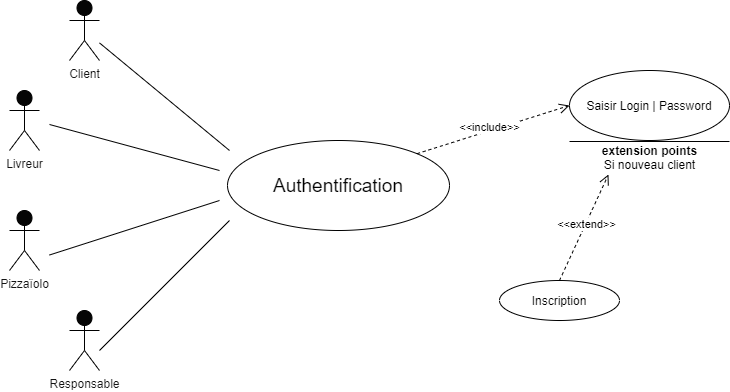 Client
Livreur
Pizzaïolo
Responsable
Authentification
<<include>>
Saisir Login | Password
extension points
Si nouveau client
<<extend>>
Inscription